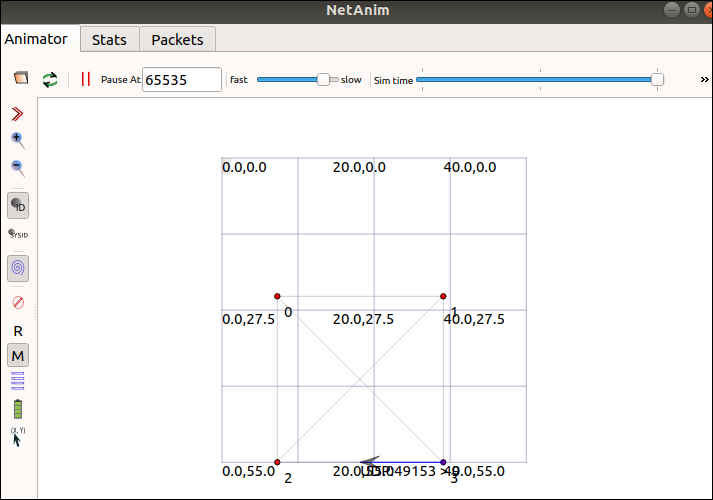 NetAnim
Animator Stats Packets
Pause At 65535 fast slow Sim time »
ID
SYSID
R
M
(X, Y)
0.0,0.0 20.0,0.0 40.0,0.0
0 1
0.0,27.5 20.0,27.5 40.0,27.5
0.0,55.0 20.0,55.0 49153 > 9 40.0,55.0
2 3